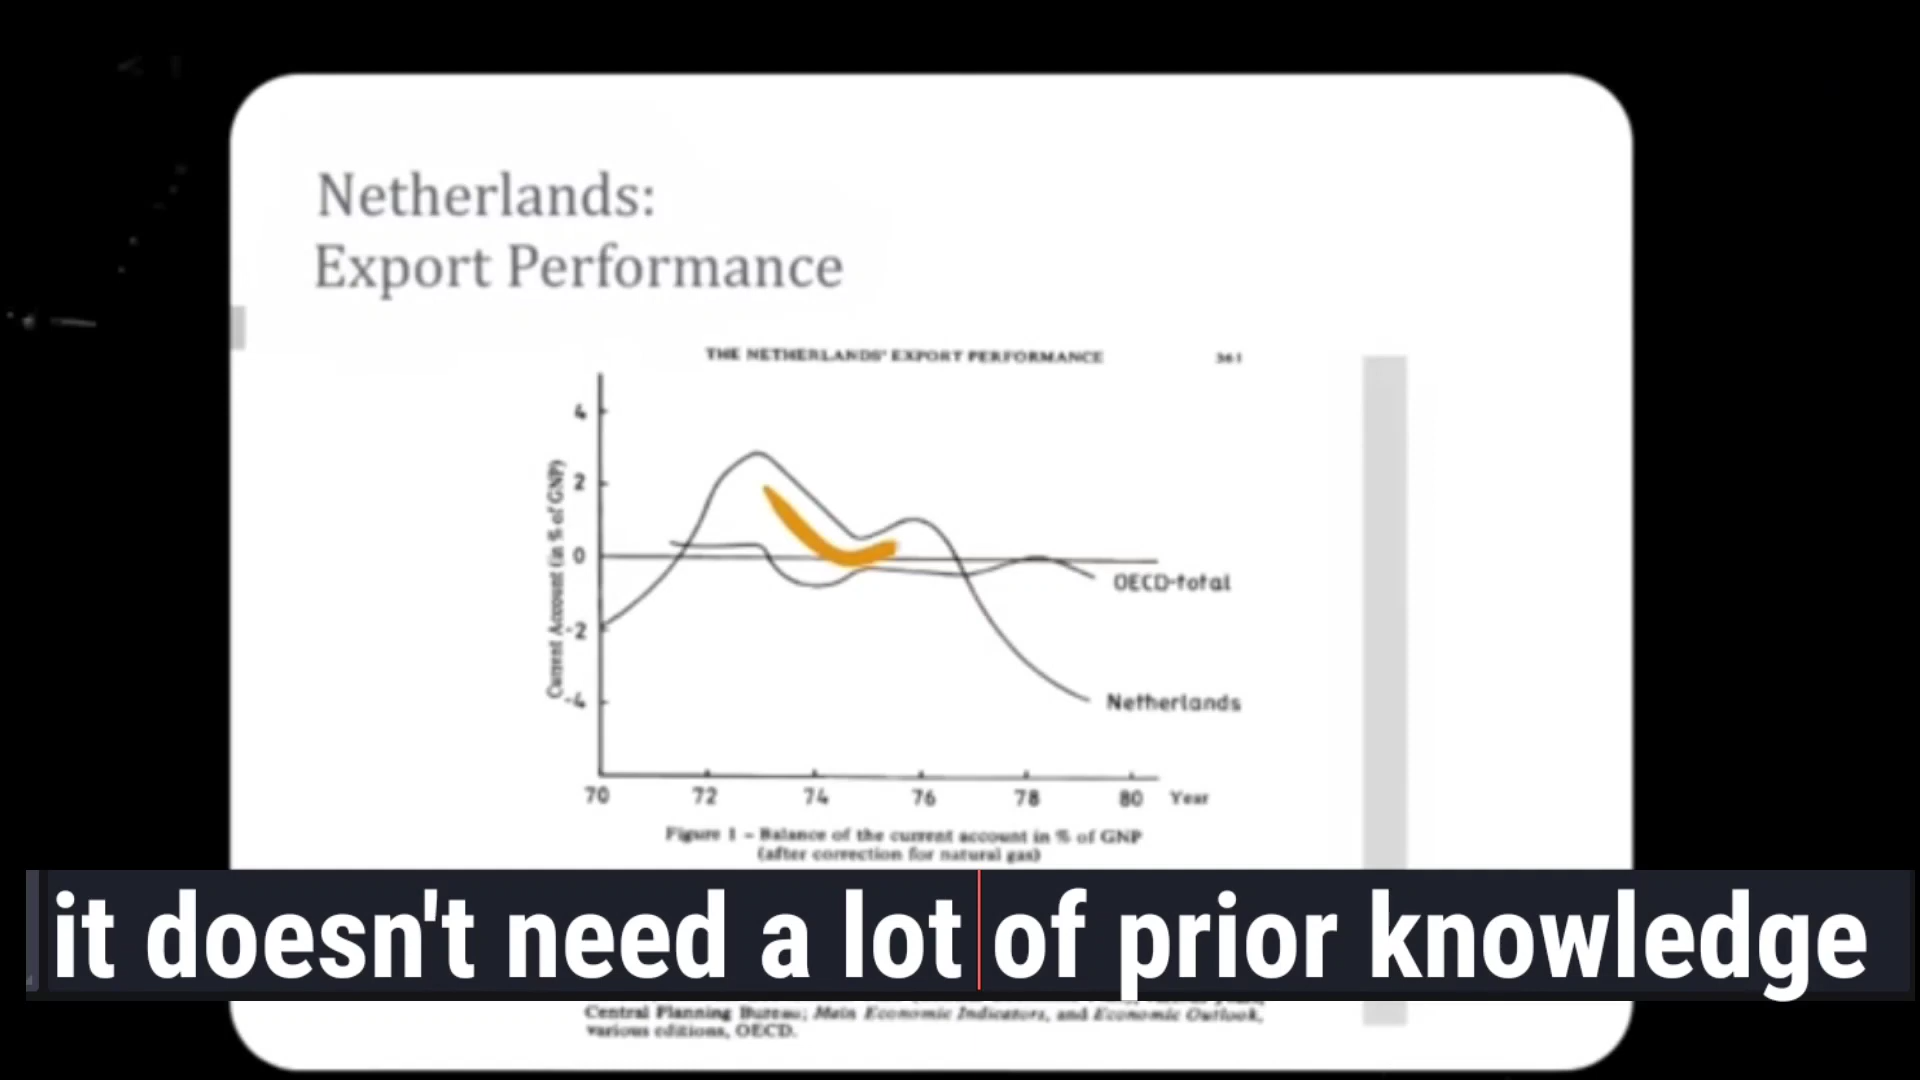 Netherlands:
Export Performance
THE NETHERLANDS' EXPORT PERFORMANCE 361
4
2
0
-2
-4
Current Account (in % of GNP)
OECD-total
Netherlands
70 72 74 76 78 80 Year
Figure 1 – Balance of the current account in % of GNP
(after correction for natural gas)
it doesn't need a lot of prior knowledge
Central Planning Bureau; Main Economic Indicators, and Economic Outlook,
various editions, OECD.